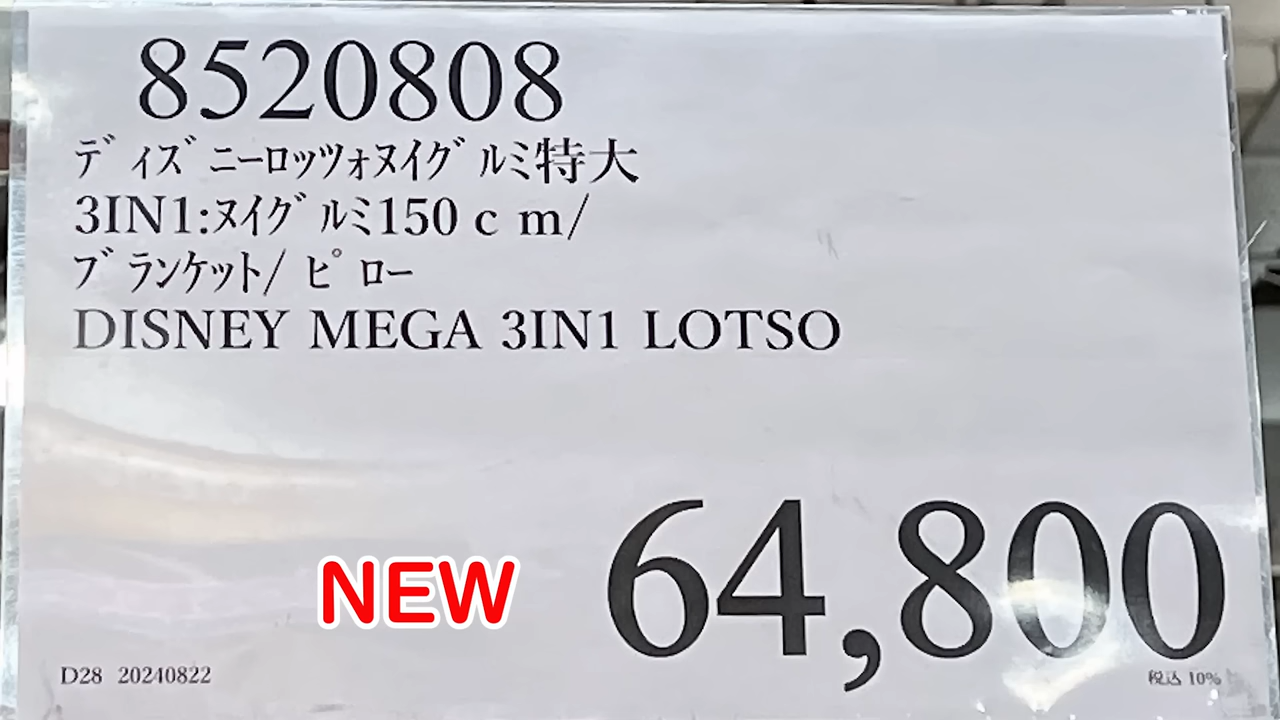 8520808
ﾃﾞｨｽﾞﾆｰﾛｯﾂｫﾇｲｸﾞﾙﾐ特大
3IN1:ﾇｲｸﾞﾙﾐ150ｃｍ/
ﾌﾞﾗﾝｹｯﾄ/ﾋﾟﾛｰ
DISNEY MEGA 3IN1 LOTSO
NEW
64,800
D28 20240822
税込 10%